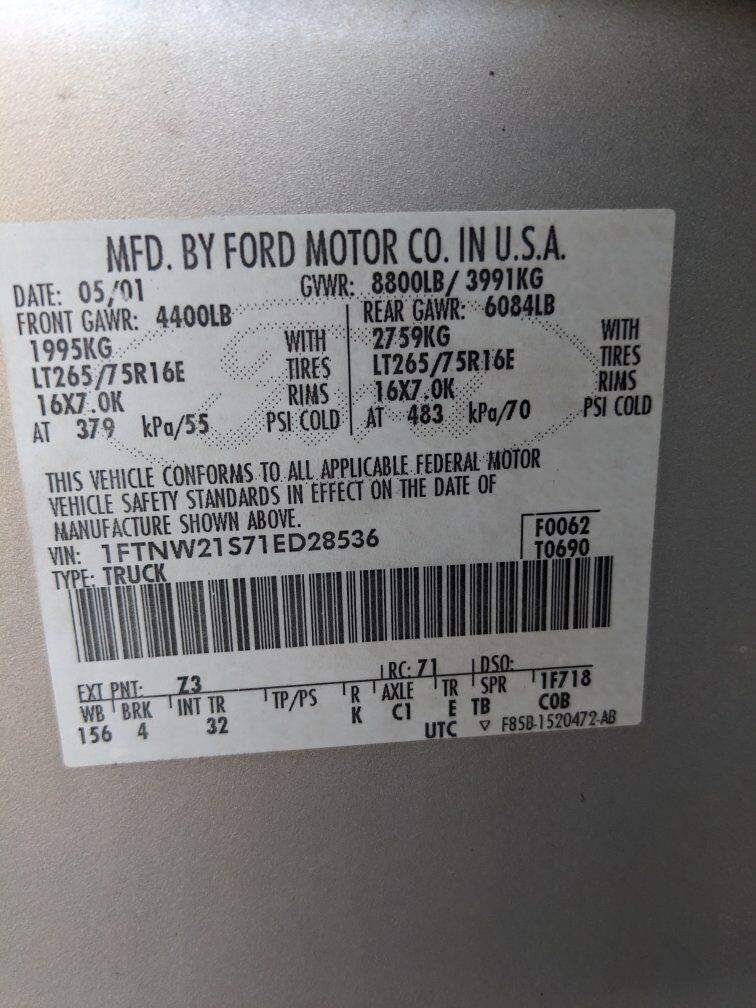 MFD. BY FORD MOTOR CO. IN U.S.A.
DATE: 05/01 GVWR: 8800LB/ 3991KG
FRONT GAWR: 4400LB REAR GAWR: 6084LB
1995KG WITH 2759KG WITH
LT265/75R16E TIRES LT265/75R16E TIRES
16X7.0K RIMS 16X7.0K RIMS
AT 379 kPa/55 PSI COLD AT 483 kPa/70 PSI COLD
THIS VEHICLE CONFORMS TO ALL APPLICABLE FEDERAL MOTOR
VEHICLE SAFETY STANDARDS IN EFFECT ON THE DATE OF
MANUFACTURE SHOWN ABOVE.
VIN: 1FTNW21S71ED28536 F0062
TYPE: TRUCK T0690
EXT PNT: Z3 RC: 71 DSO:
WB BRK INT TR TP/PS R AXLE TR SPR 1F718
156 4 32 K C1 E TB C0B
UTC ▽ F85B-1520472-AB